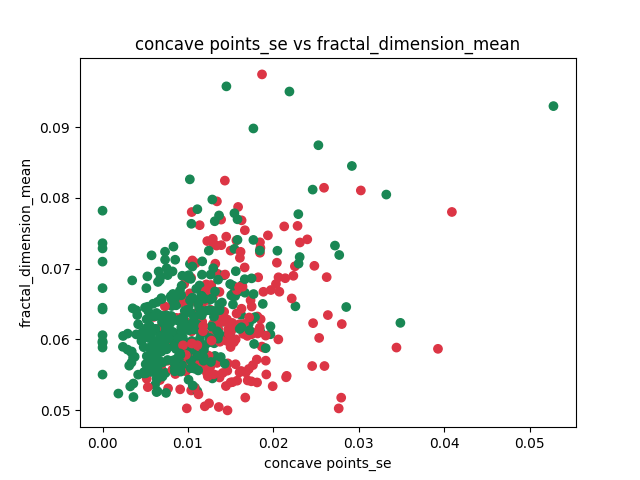 concave points_se vs fractal_dimension_mean
fractal_dimension_mean
0.09
0.08
0.07
0.06
0.05
0.00 0.01 0.02 0.03 0.04 0.05
concave points_se